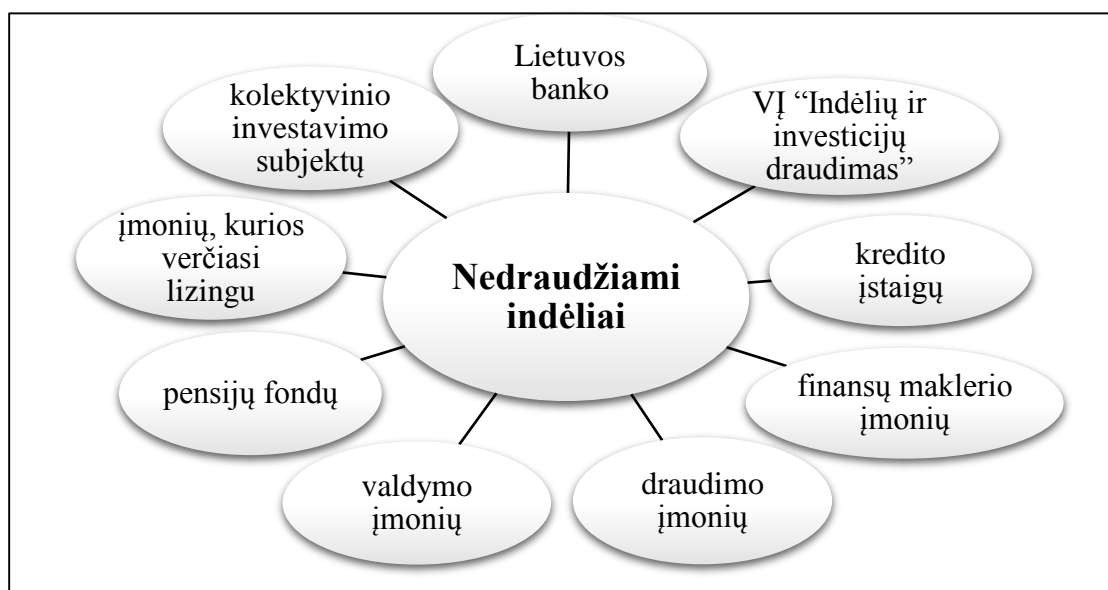 Lietuvos
banko
VĮ “Indėlių ir
investicijų
draudimas”
kredito
įstaigų
finansų maklerio
įmonių
draudimo
įmonių
valdymo
įmonių
pensijų fondų
įmonių, kurios
verčiasi
lizingu
kolektyvinio
investavimo
subjektų
Nedraudžiami
indėliai